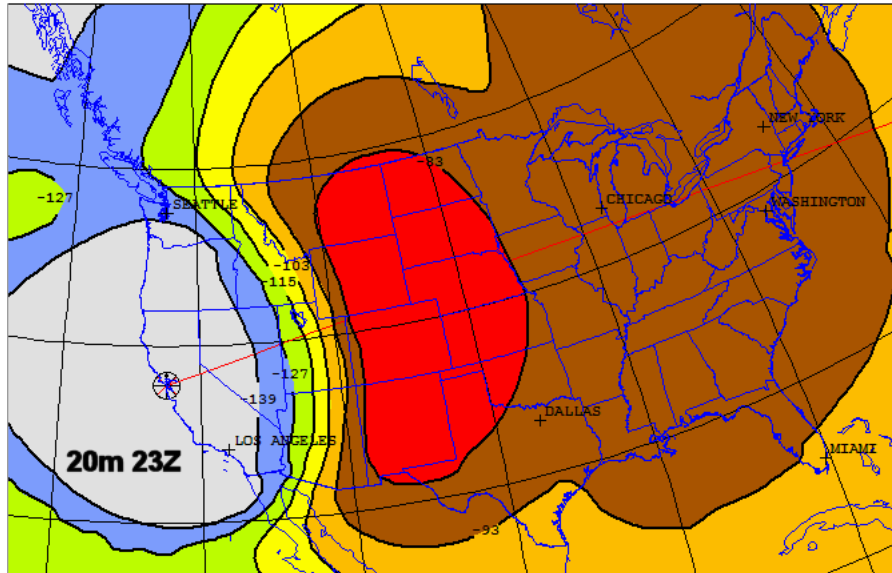 -83
NEW YORK
-127
SEATTLE
CHICAGO
WASHINGTON
-103
-115
-127
-139
DALLAS
LOS ANGELES
MIAMI
20m 23Z
-93